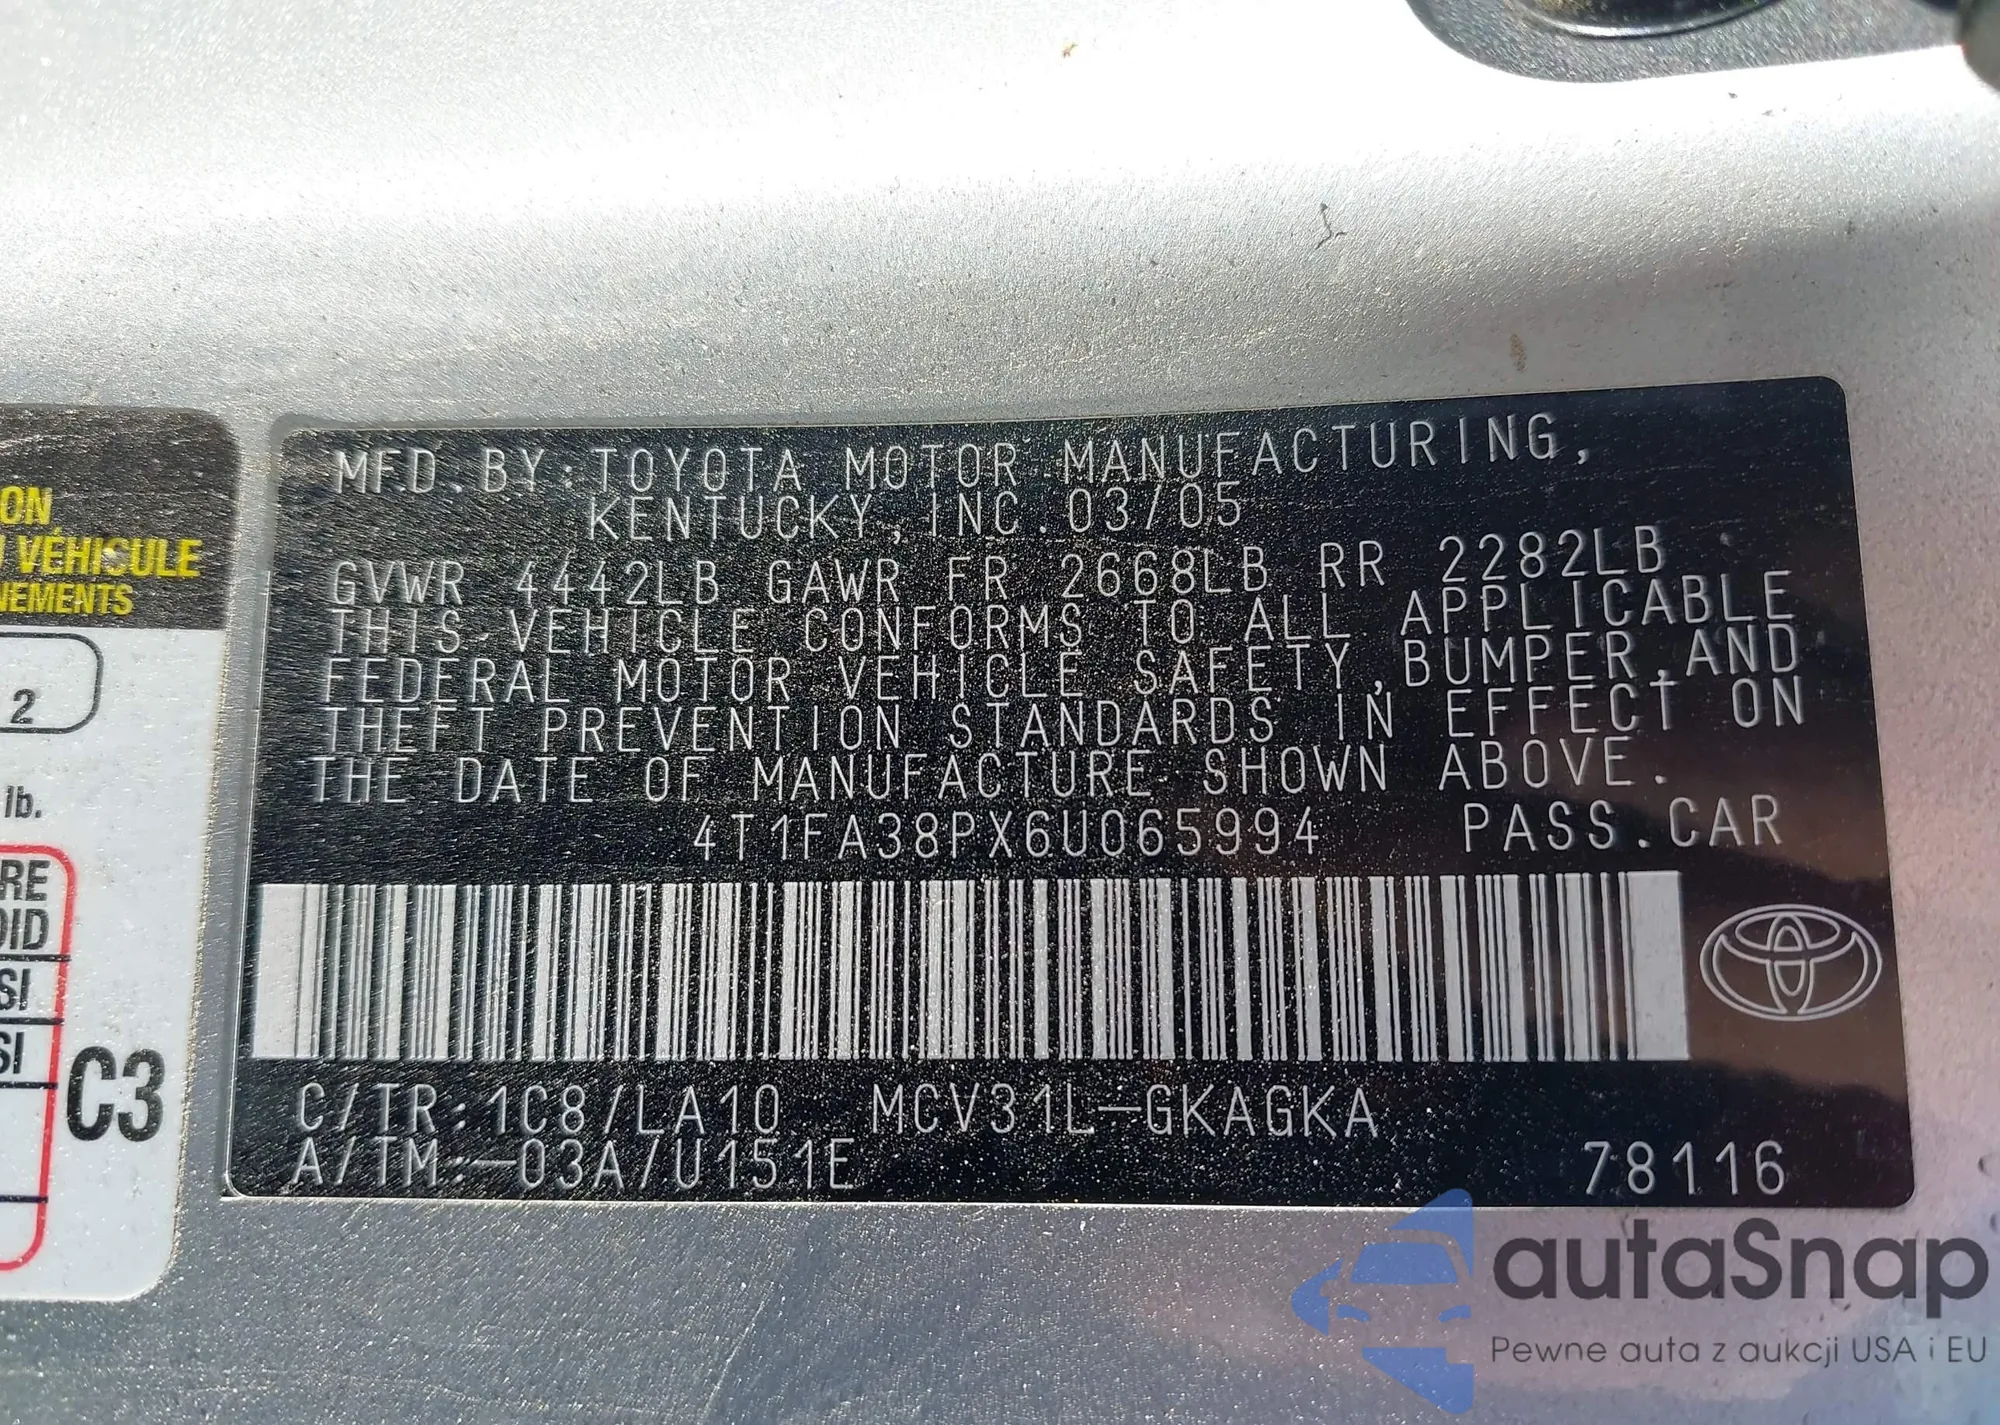 MFD.BY:TOYOTA MOTOR MANUFACTURING,
KENTUCKY,INC.03/05
GVWR 4442LB GAWR FR 2668LB RR 2282LB
THIS VEHICLE CONFORMS TO ALL APPLICABLE
FEDERAL MOTOR VEHICLE SAFETY,BUMPER,AND
THEFT PREVENTION STANDARDS IN EFFECT ON
THE DATE OF MANUFACTURE SHOWN ABOVE.
4T1FA38PX6U065994 PASS.CAR
C/TR:1C8/LA10 MCV31L-GKAGKA
A/TM:-03A/U151E
78116
ON
VÉHICULE
NEMENTS
2
lb.
RE
OID
SI
SI
C3
autaSnap
Pewne auta z aukcji USA i EU